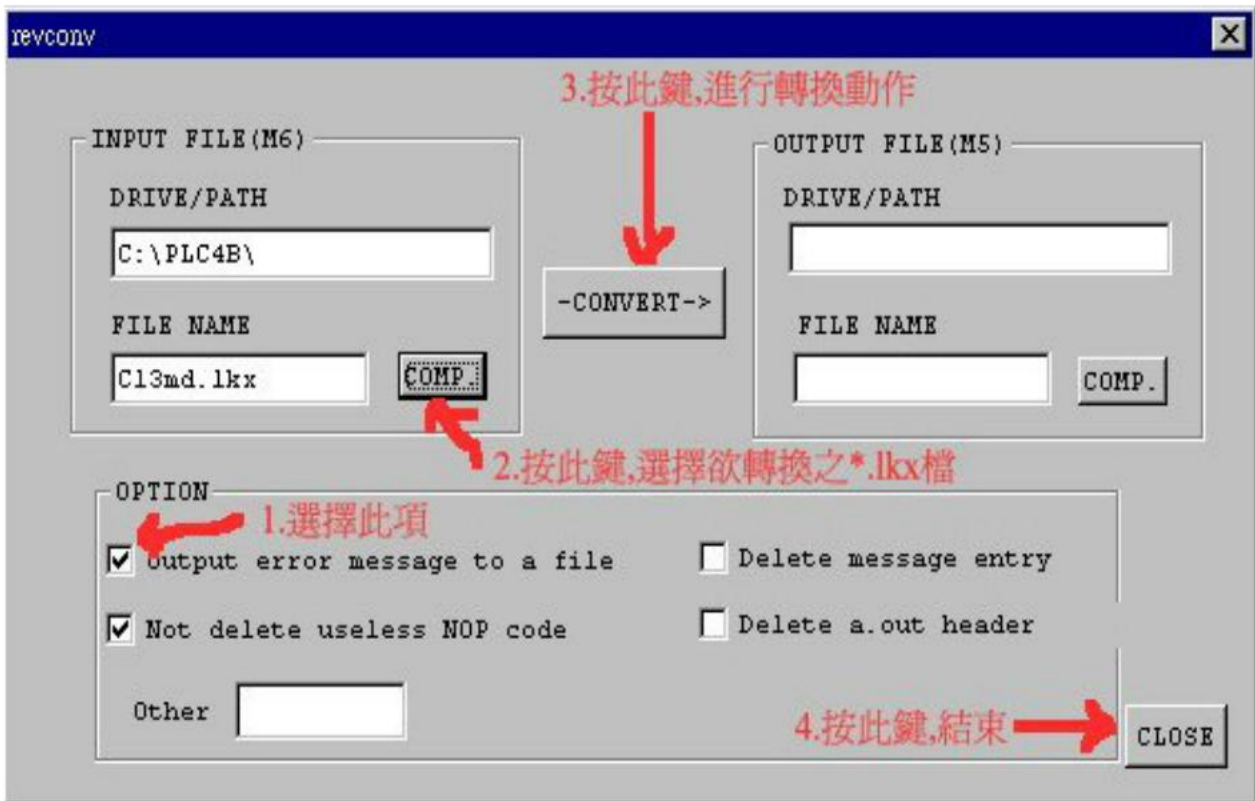 revconv
3.按此鍵,進行轉換動作
INPUT FILE(M6)
DRIVE/PATH
C:\PLC4B\
FILE NAME
Cl3md.lkx
COMP.
-CONVERT->
OUTPUT FILE(M5)
DRIVE/PATH
FILE NAME
COMP.
2.按此鍵,選擇欲轉換之*.lkx檔
OPTION
1.選擇此項
Output error message to a file
Delete message entry
Not delete useless NOP code
Delete a.out header
Other
4.按此鍵,結束
CLOSE